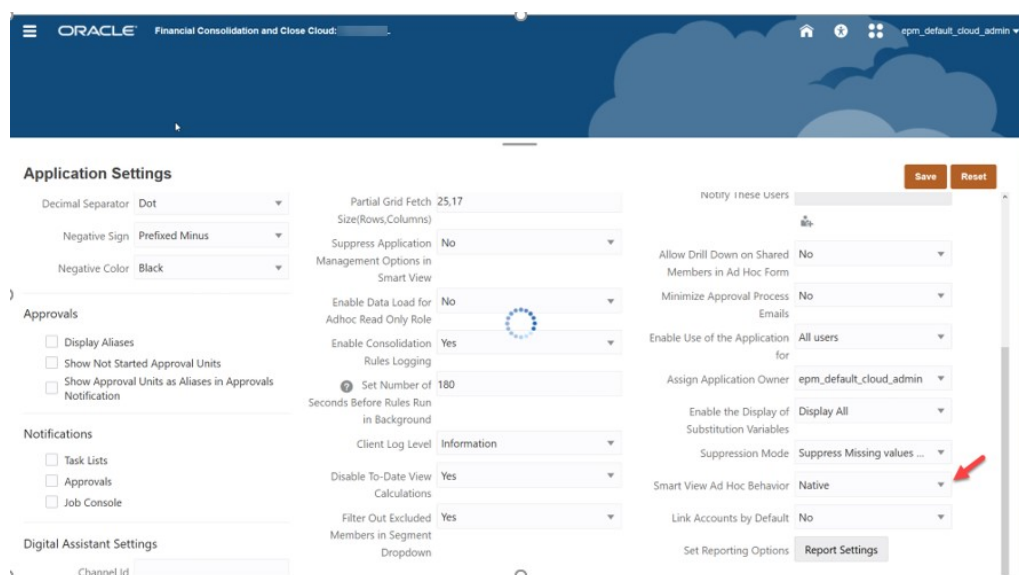 ORACLE Financial Consolidation and Close Cloud: epm_default_cloud_admin
Application Settings Save Reset
Decimal Separator Dot
Negative Sign Prefixed Minus
Negative Color Black
Approvals
Display Aliases
Show Not Started Approval Units
Show Approval Units as Aliases in Approvals
Notification
Notifications
Task Lists
Approvals
Job Console
Digital Assistant Settings
Channel Id
Partial Grid Fetch 25,17
Size(Rows,Columns)
Suppress Application No
Management Options in
Smart View
Enable Data Load for No
Adhoc Read Only Role
Enable Consolidation Yes
Rules Logging
Set Number of 180
Seconds Before Rules Run
in Background
Client Log Level Information
Disable To-Date View Yes
Calculations
Filter Out Excluded Yes
Members in Segment
Dropdown
Notify These Users
Allow Drill Down on Shared No
Members in Ad Hoc Form
Minimize Approval Process No
Emails
Enable Use of the Application All users
for
Assign Application Owner epm_default_cloud_admin
Enable the Display of Display All
Substitution Variables
Suppression Mode Suppress Missing values ...
Smart View Ad Hoc Behavior Native
Link Accounts by Default No
Set Reporting Options Report Settings